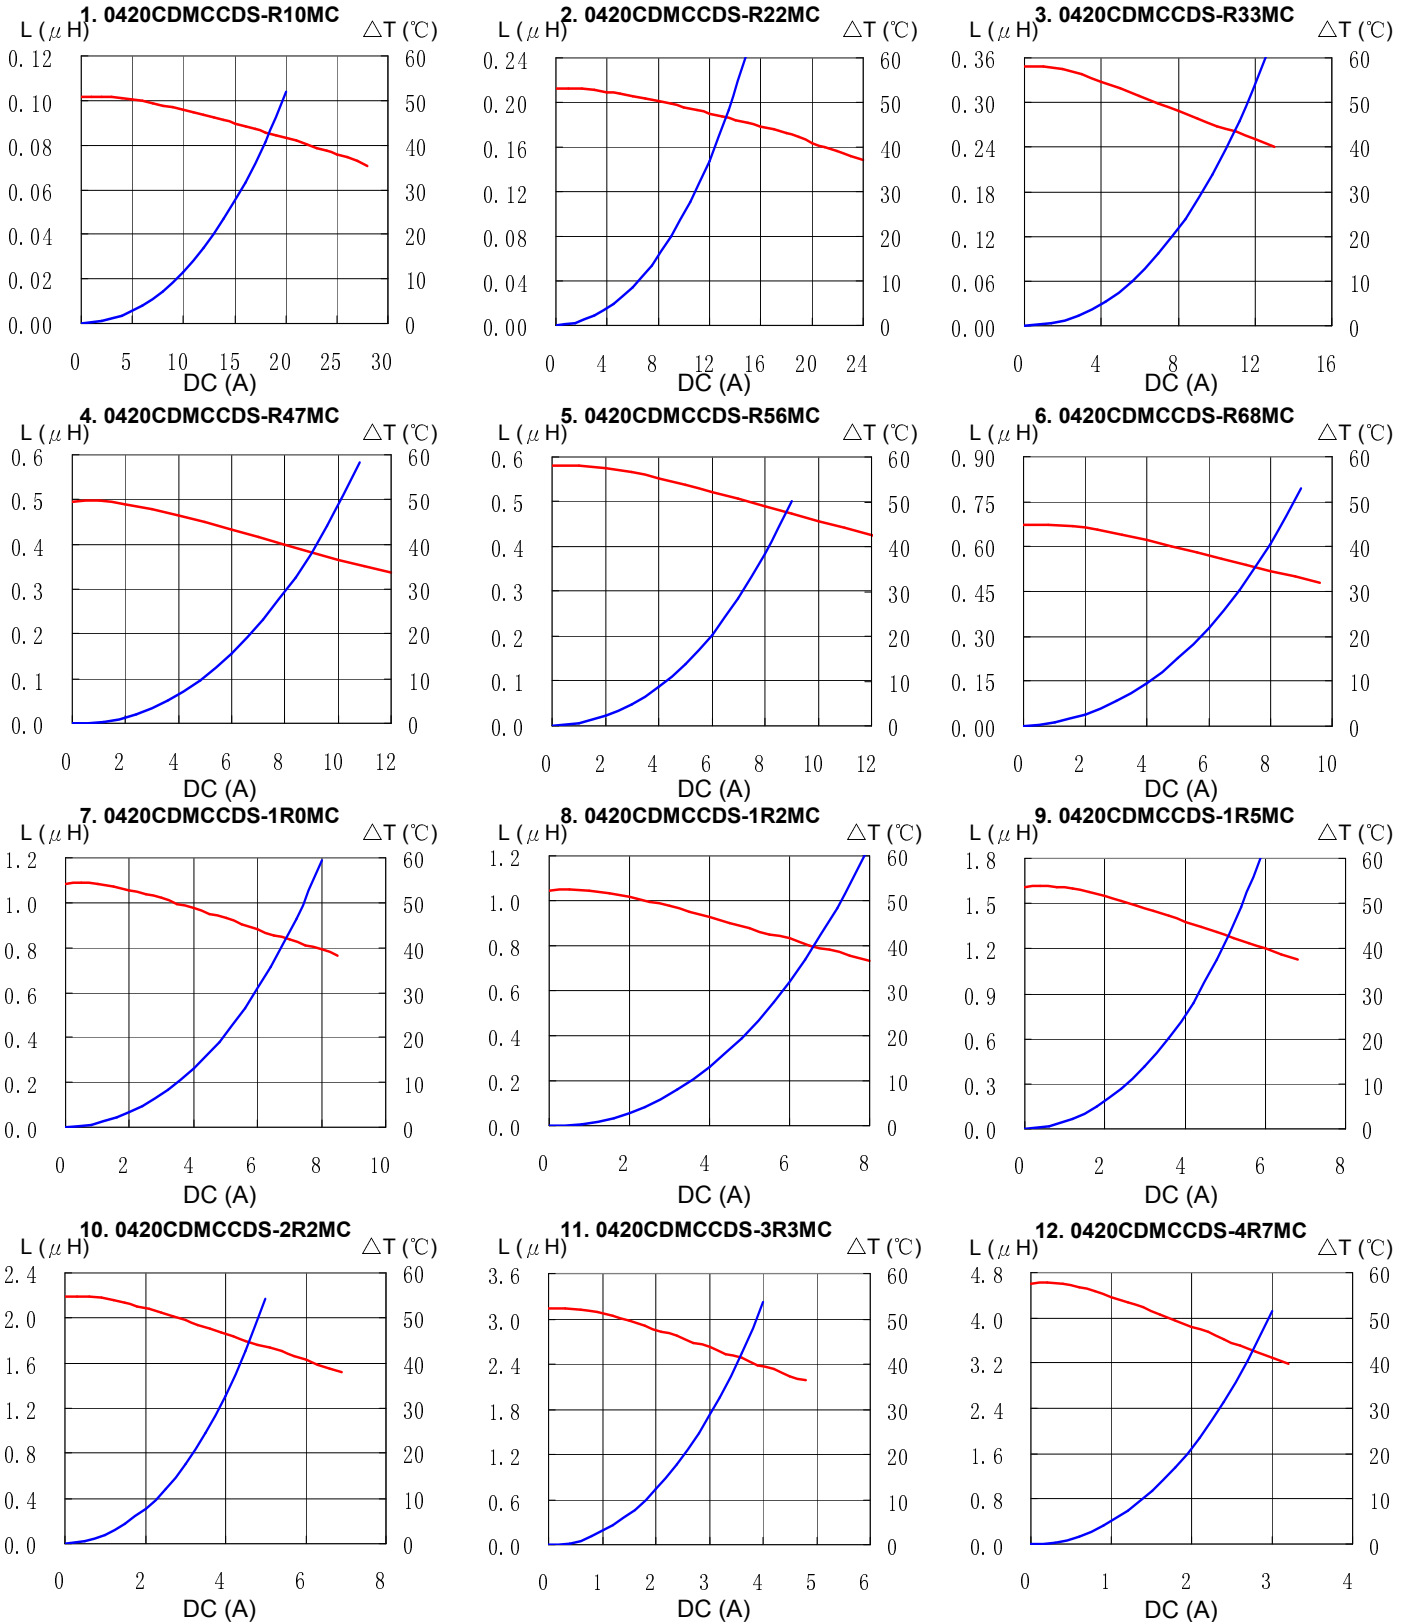 1. 0420CDMCCDS-R10MC
L (μ H) △T (℃)
0.12 60
0.10 50
0.08 40
0.06 30
0.04 20
0.02 10
0.00 0
0 5 10 15 20 25 30
DC (A)
2. 0420CDMCCDS-R22MC
L (μ H) △T (℃)
0.24 60
0.20 50
0.16 40
0.12 30
0.08 20
0.04 10
0.00 0
0 4 8 12 16 20 24
DC (A)
3. 0420CDMCCDS-R33MC
L (μ H) △T (℃)
0.36 60
0.30 50
0.24 40
0.18 30
0.12 20
0.06 10
0.00 0
0 4 8 12 16
DC (A)
4. 0420CDMCCDS-R47MC
L (μ H) △T (℃)
0.6 60
0.5 50
0.4 40
0.3 30
0.2 20
0.1 10
0.0 0
0 2 4 6 8 10 12
DC (A)
5. 0420CDMCCDS-R56MC
L (μ H) △T (℃)
0.6 60
0.5 50
0.4 40
0.3 30
0.2 20
0.1 10
0.0 0
0 2 4 6 8 10 12
DC (A)
6. 0420CDMCCDS-R68MC
L (μ H) △T (℃)
0.90 60
0.75 50
0.60 40
0.45 30
0.30 20
0.15 10
0.00 0
0 2 4 6 8 10
DC (A)
7. 0420CDMCCDS-1R0MC
L (μ H) △T (℃)
1.2 60
1.0 50
0.8 40
0.6 30
0.4 20
0.2 10
0.0 0
0 2 4 6 8 10
DC (A)
8. 0420CDMCCDS-1R2MC
L (μ H) △T (℃)
1.2 60
1.0 50
0.8 40
0.6 30
0.4 20
0.2 10
0.0 0
0 2 4 6 8
DC (A)
9. 0420CDMCCDS-1R5MC
L (μ H) △T (℃)
1.8 60
1.5 50
1.2 40
0.9 30
0.6 20
0.3 10
0.0 0
0 2 4 6 8
DC (A)
10. 0420CDMCCDS-2R2MC
L (μ H) △T (℃)
2.4 60
2.0 50
1.6 40
1.2 30
0.8 20
0.4 10
0.0 0
0 2 4 6 8
DC (A)
11. 0420CDMCCDS-3R3MC
L (μ H) △T (℃)
3.6 60
3.0 50
2.4 40
1.8 30
1.2 20
0.6 10
0.0 0
0 1 2 3 4 5 6
DC (A)
12. 0420CDMCCDS-4R7MC
L (μ H) △T (℃)
4.8 60
4.0 50
3.2 40
2.4 30
1.6 20
0.8 10
0.0 0
0 1 2 3 4
DC (A)